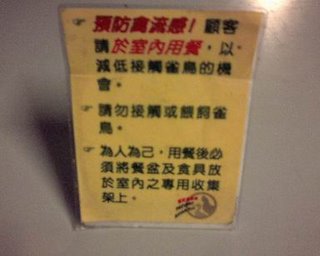 ☞ 預防禽流感! 顧客
請於室內用餐，以
減低接觸雀鳥的機
會。
☞ 請勿接觸或餵飼雀
鳥。
☞ 為人為己，用餐後必
須將餐盆及食具放
於室內之專用收集
架上。